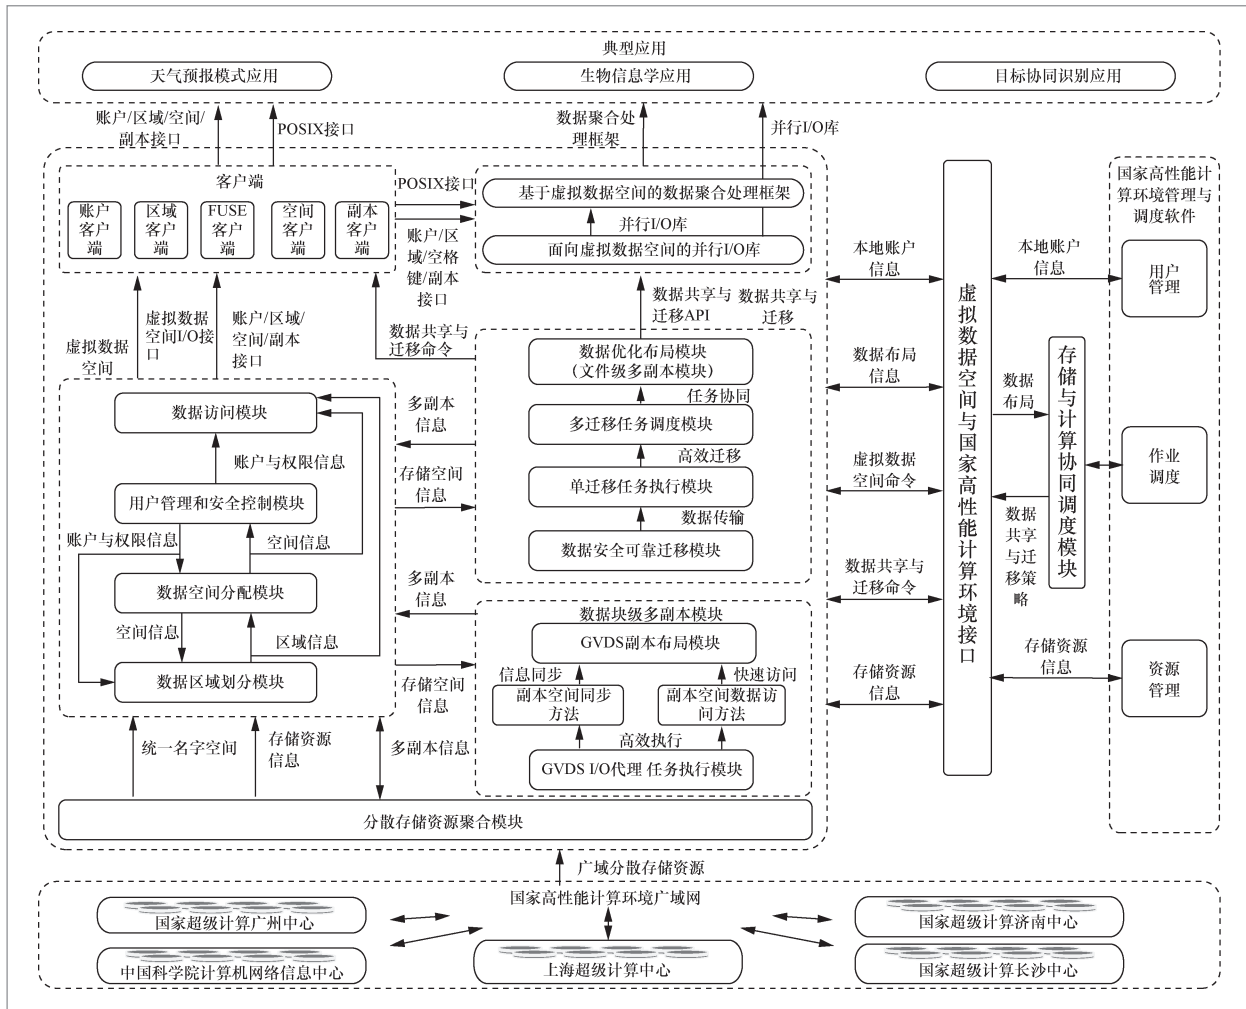 典型应用
天气预报模式应用
生物信息学应用
目标协同识别应用
账户/区域/空间/
副本接口
POSIX接口
数据聚合处
理框架
并行I/O库
客户端
账户
客户
端
区域
客户
端
FUSE
客户
端
空间
客户
端
副本
客户
端
POSIX接口
账户/区
域/空格
键/副本
接口
基于虚拟数据空间的数据聚合处理框架
并行I/O库
面向虚拟数据空间的并行I/O库
数据共享与
迁移API
数据共享与
迁移
虚拟数据
空间
虚拟数据
空间I/O接
口
账户/区域/
空间/副本
接口
数据共享与
迁移命令
数据访问模块
账户与权限信息
用户管理和安全控制模块
账户与权限信息
空间信息
数据空间分配模块
空间信息
区域信息
数据区域划分模块
多副本
信息
存储空间
信息
多副本
信息
存储空间
信息
数据优化布局模块
(文件级多副本模块)
任务协同
多迁移任务调度模块
高效迁移
单迁移任务执行模块
数据传输
数据安全可靠迁移模块
数据块级多副本模块
GVDS副本布局模块
信息同步
快速访问
副本空间同步
方法
副本空间数据访
问方法
高效执行
GVDS I/O代理 任务执行模块
统一名字空间
存储资源
信息
多副本信息
分散存储资源聚合模块
本地账户
信息
数据布局
信息
虚拟数据
空间命令
数据共享与
迁移命令
存储资源
信息
虚拟数据空间与国家高性能计算环境接口
本地账户
信息
数据
布局
数据
共享
与迁
移策
略
存储资源
信息
存储与计算协同调度模块
国家高性能计
算环境管理与
调度软件
用户
管理
作业
调度
资源
管理
广域分散存储资源
国家高性能计算环境广域网
国家超级计算广州中心
中国科学院计算机网络信息中心
上海超级计算中心
国家超级计算济南中心
国家超级计算长沙中心